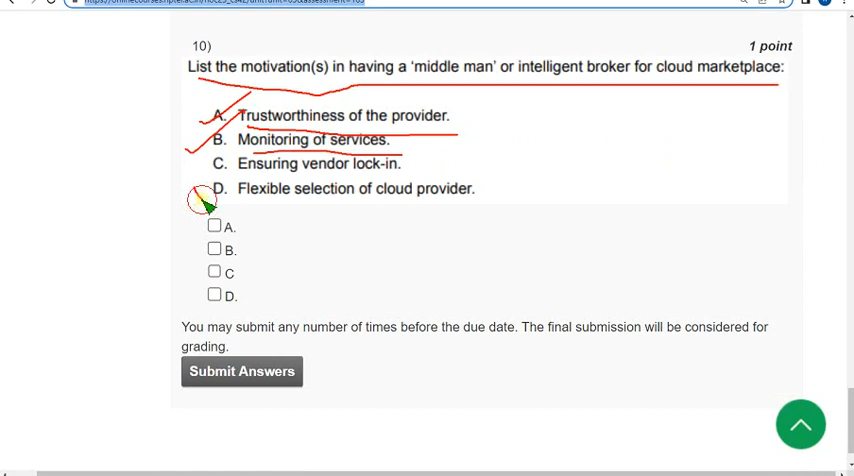 10)
1 point
List the motivation(s) in having a ‘middle man’ or intelligent broker for cloud marketplace:
A. Trustworthiness of the provider.
B. Monitoring of services.
C. Ensuring vendor lock-in.
D. Flexible selection of cloud provider.
A.
B.
C
D.
You may submit any number of times before the due date. The final submission will be considered for
grading.
Submit Answers